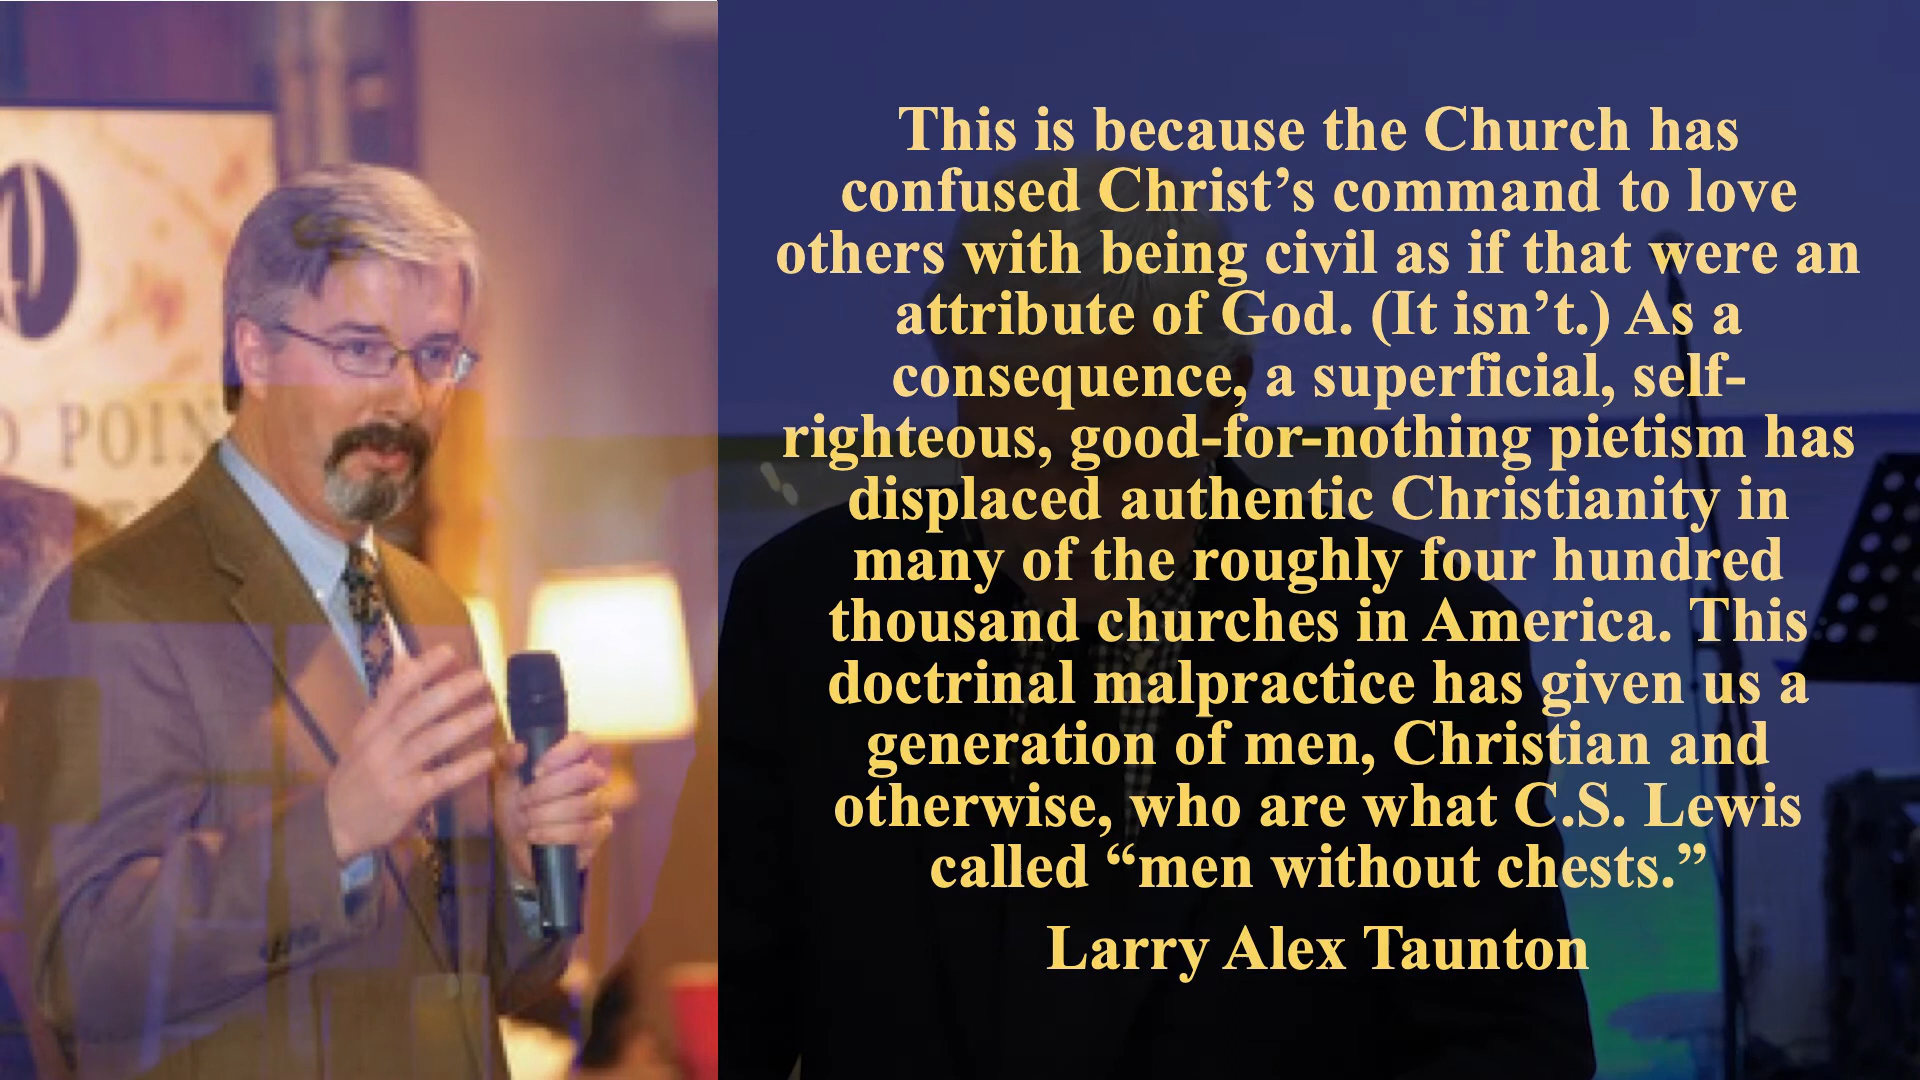 This is because the Church has
confused Christ’s command to love
others with being civil as if that were an
attribute of God. (It isn’t.) As a
consequence, a superficial, self-
righteous, good-for-nothing pietism has
displaced authentic Christianity in
many of the roughly four hundred
thousand churches in America. This
doctrinal malpractice has given us a
generation of men, Christian and
otherwise, who are what C.S. Lewis
called “men without chests.”
Larry Alex Taunton